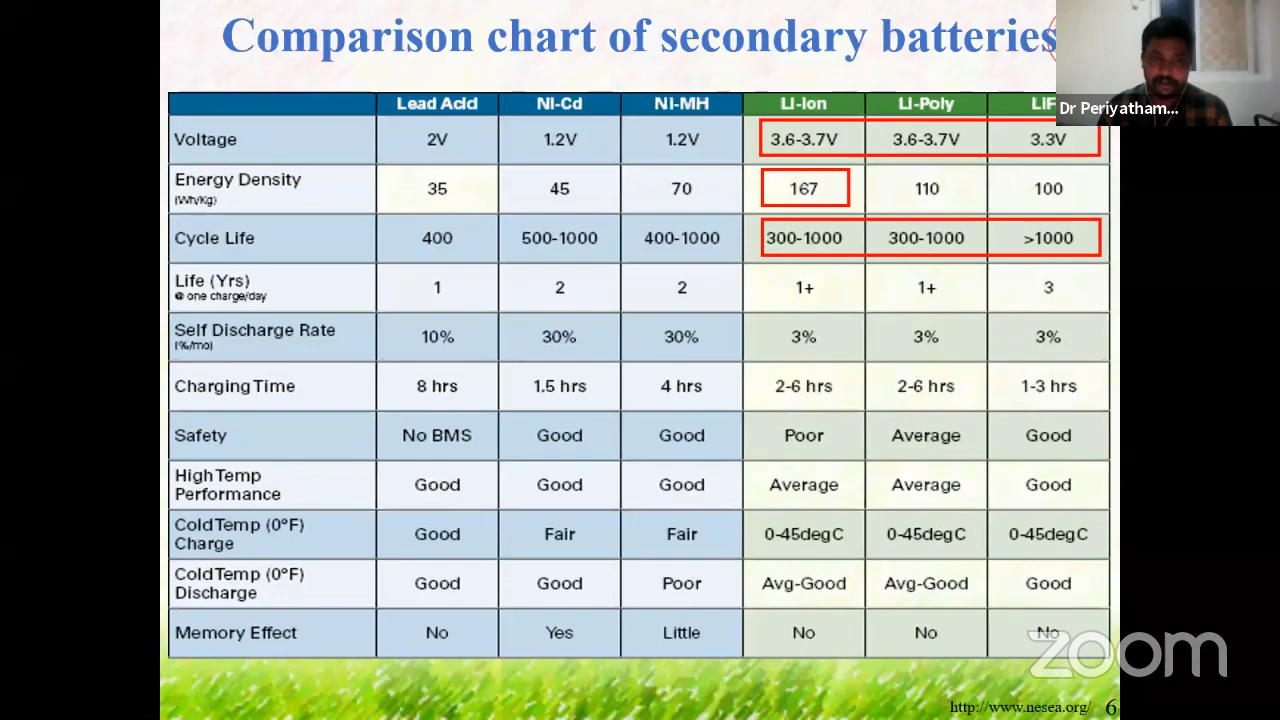 Comparison chart of secondary batteries
Dr Periyatham...
Lead Acid NI-Cd NI-MH LI-Ion LI-Poly LiF
Voltage 2V 1.2V 1.2V 3.6-3.7V 3.6-3.7V 3.3V
Energy Density 35 45 70 167 110 100
(Wh/Kg)
Cycle Life 400 500-1000 400-1000 300-1000 300-1000 >1000
Life (Yrs) 1 2 2 1+ 1+ 3
@ one charge/day
Self Discharge Rate 10% 30% 30% 3% 3% 3%
(%/mo)
Charging Time 8 hrs 1.5 hrs 4 hrs 2-6 hrs 2-6 hrs 1-3 hrs
Safety No BMS Good Good Poor Average Good
High Temp
Performance Good Good Good Average Average Good
Cold Temp (0°F)
Charge Good Fair Fair 0-45degC 0-45degC 0-45degC
Cold Temp (0°F)
Discharge Good Good Poor Avg-Good Avg-Good Good
Memory Effect No Yes Little No No No
zoom
http://www.nesea.org/ 6